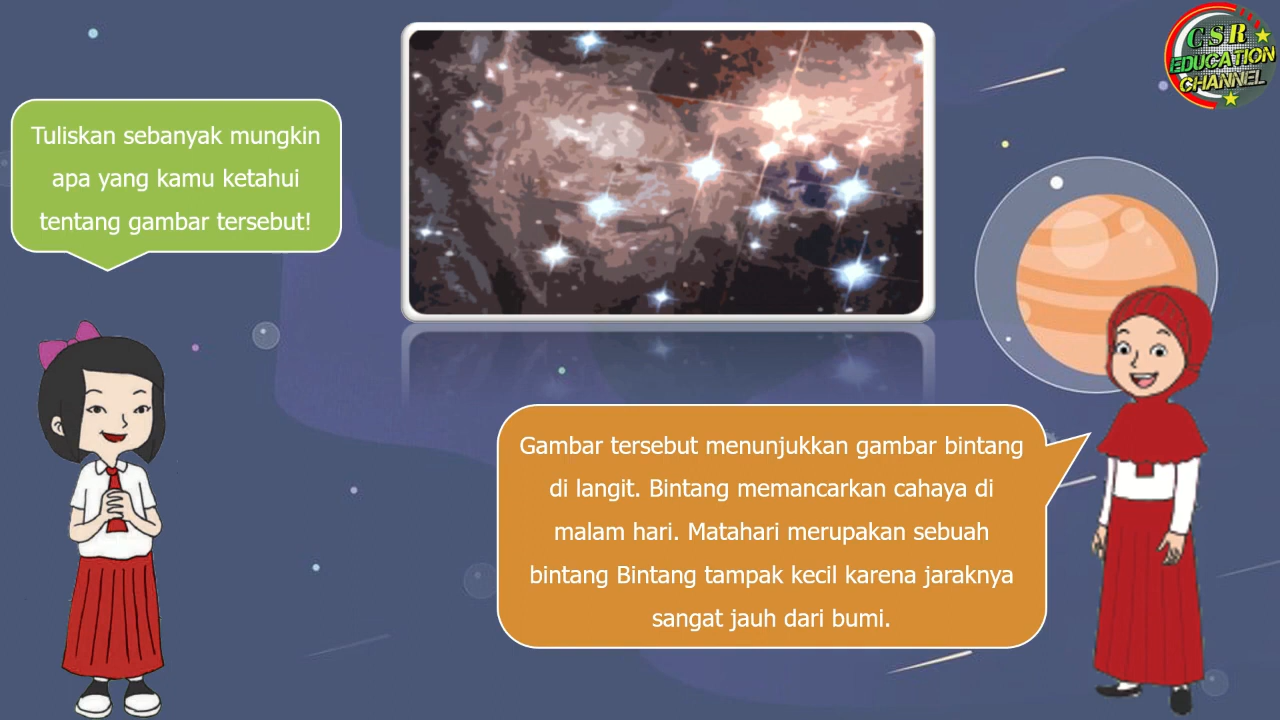 CSR
EDUCATION
CHANNEL
Tuliskan sebanyak mungkin
apa yang kamu ketahui
tentang gambar tersebut!
Gambar tersebut menunjukkan gambar bintang
di langit. Bintang memancarkan cahaya di
malam hari. Matahari merupakan sebuah
bintang Bintang tampak kecil karena jaraknya
sangat jauh dari bumi.